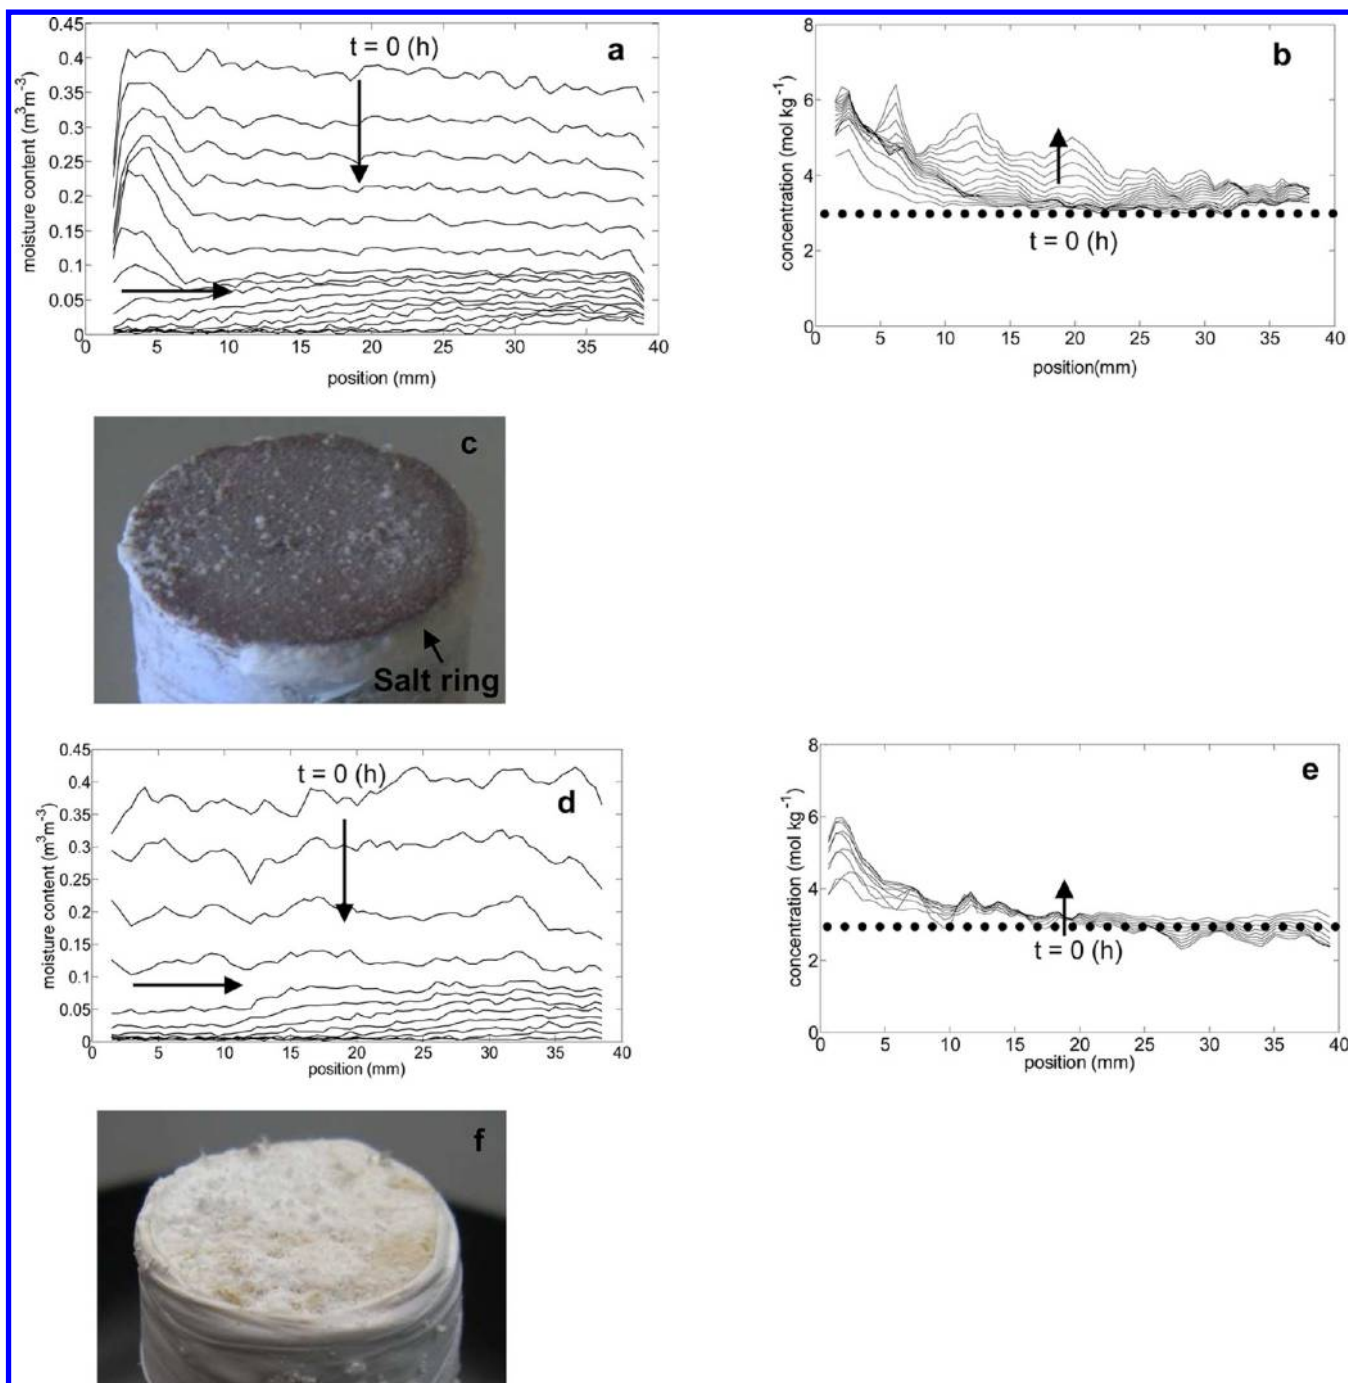 0.45
0.4
0.35
0.3
0.25
0.2
0.15
0.1
0.05
0
moisture content (m³m⁻³)
t = 0 (h)
a
0 5 10 15 20 25 30 35 40
position (mm)
8
6
4
2
0
concentration (mol kg⁻¹)
b
t = 0 (h)
0 5 10 15 20 25 30 35 40
position(mm)
c
Salt ring
0.45
0.4
0.35
0.3
0.25
0.2
0.15
0.1
0.05
0
moisture content (m³m⁻³)
t = 0 (h)
d
0 5 10 15 20 25 30 35 40
position (mm)
8
6
4
2
0
concentration (mol kg⁻¹)
e
t = 0 (h)
0 5 10 15 20 25 30 35 40
position (mm)
f